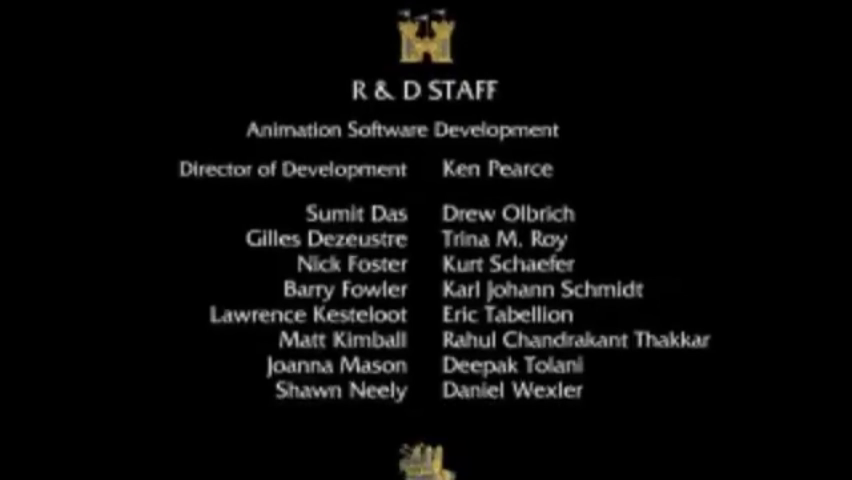 R & D STAFF
Animation Software Development
Director of Development Ken Pearce
Sumit Das Drew Olbrich
Gilles Dezeustre Trina M. Roy
Nick Foster Kurt Schaefer
Barry Fowler Karl Johann Schmidt
Lawrence Kesteloot Eric Tabellion
Matt Kimball Rahul Chandrakant Thakkar
Joanna Mason Deepak Tolani
Shawn Neely Daniel Wexler